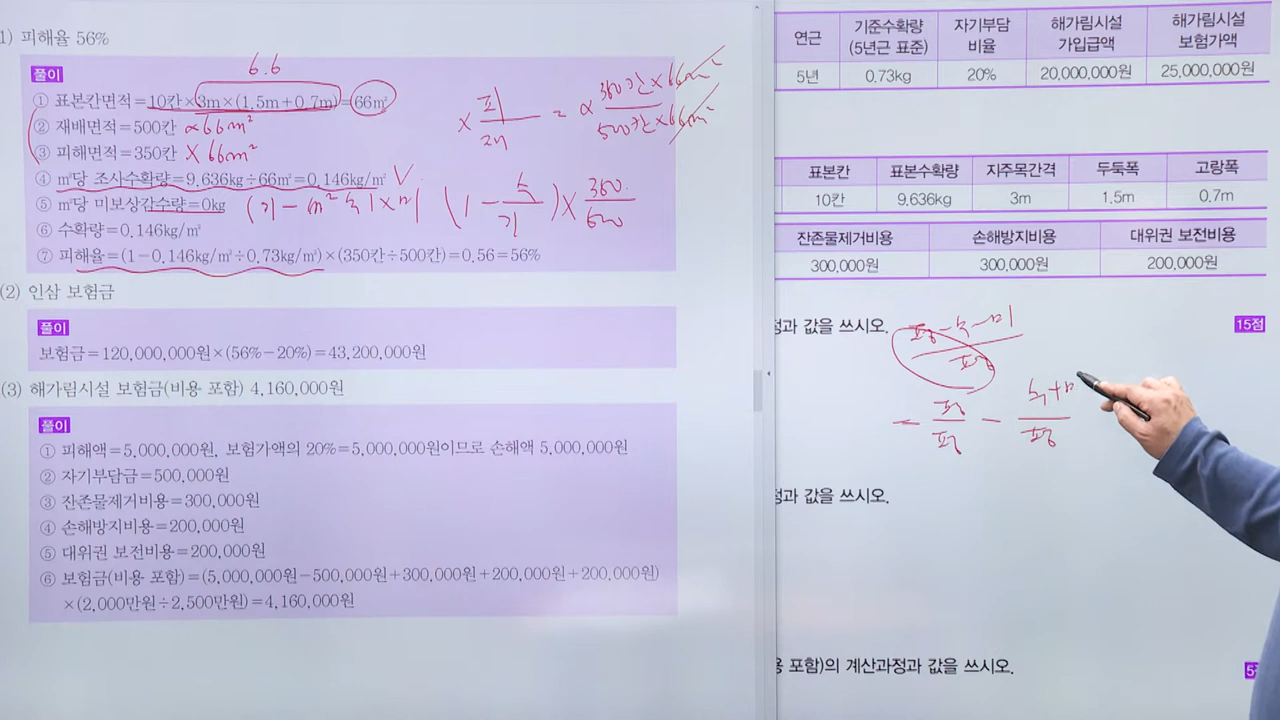 1) 피해율 56%
6.6
풀이
① 표본칸면적=10칸×3m×(1.5m+0.7m)=66㎡
② 재배면적=500칸 ×66m²
③ 피해면적=350칸 × 66m²
④ ㎡당 조사수확량=9.636kg÷66㎡=0.146kg/㎡
⑤ ㎡당 미보상감수량=0kg
⑥ 수확량=0.146kg/㎡
⑦ 피해율=(1-0.146kg/㎡÷0.73kg/㎡)×(350칸÷500칸)=0.56=56%
(2) 인삼 보험금
풀이
보험금=120,000,000원×(56%-20%)=43,200,000원
(3) 해가림시설 보험금(비용 포함) 4,160,000원
풀이
① 피해액=5,000,000원, 보험가액의 20%=5,000,000원이므로 손해액 5,000,000원
② 자기부담금=500,000원
③ 잔존물제거비용=300,000원
④ 손해방지비용=200,000원
⑤ 대위권 보전비용=200,000원
⑥ 보험금(비용 포함)=(5,000,000원-500,000원+300,000원+200,000원+200,000원)
×(2,000만원÷2,500만원)=4,160,000원
연근 기준수확량 (5년근 표준) 자기부담 비율 해가림시설 가입금액 해가림시설 보험가액
5년 0.73kg 20% 20,000,000원 25,000,000원
표본칸 표본수확량 지주목간격 두둑폭 고랑폭
10칸 9.636kg 3m 1.5m 0.7m
잔존물제거비용 손해방지비용 대위권 보전비용
300,000원 300,000원 200,000원
정과 값을 쓰시오. 15점
평-수-미
평
평
평
수+미
평
정과 값을 쓰시오.
용 포함)의 계산과정과 값을 쓰시오.